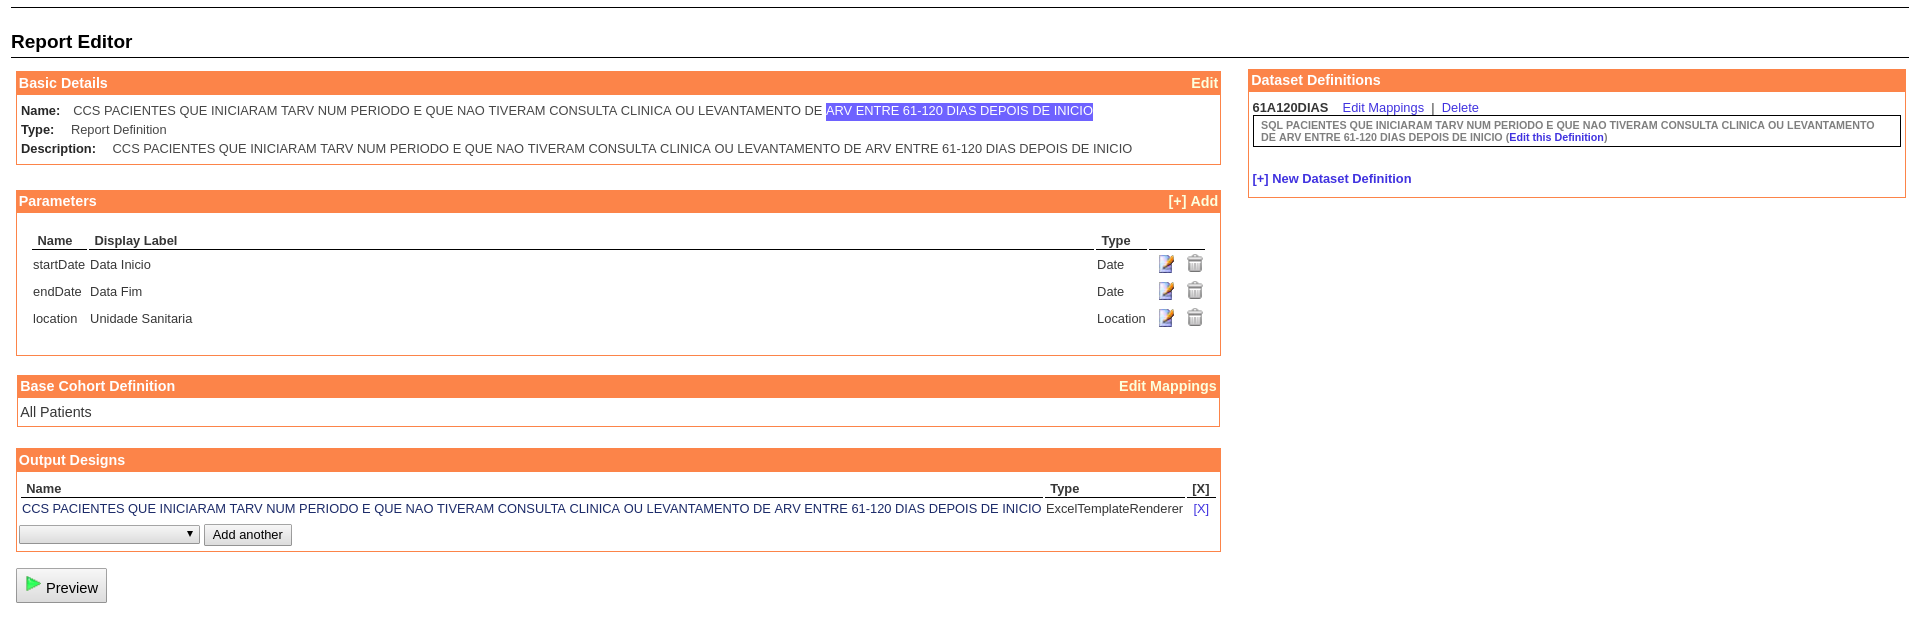 Report Editor
Basic Details Edit
Name: CCS PACIENTES QUE INICIARAM TARV NUM PERIODO E QUE NAO TIVERAM CONSULTA CLINICA OU LEVANTAMENTO DE ARV ENTRE 61-120 DIAS DEPOIS DE INICIO
Type: Report Definition
Description: CCS PACIENTES QUE INICIARAM TARV NUM PERIODO E QUE NAO TIVERAM CONSULTA CLINICA OU LEVANTAMENTO DE ARV ENTRE 61-120 DIAS DEPOIS DE INICIO
Parameters [+] Add
Name Display Label Type
startDate Data Inicio Date
endDate Data Fim Date
location Unidade Sanitaria Location
Base Cohort Definition Edit Mappings
All Patients
Output Designs
Name Type [X]
CCS PACIENTES QUE INICIARAM TARV NUM PERIODO E QUE NAO TIVERAM CONSULTA CLINICA OU LEVANTAMENTO DE ARV ENTRE 61-120 DIAS DEPOIS DE INICIO ExcelTemplateRenderer [X]
Add another
Preview
Dataset Definitions
61A120DIAS Edit Mappings | Delete
SQL PACIENTES QUE INICIARAM TARV NUM PERIODO E QUE NAO TIVERAM CONSULTA CLINICA OU LEVANTAMENTO
DE ARV ENTRE 61-120 DIAS DEPOIS DE INICIO (Edit this Definition)
[+] New Dataset Definition